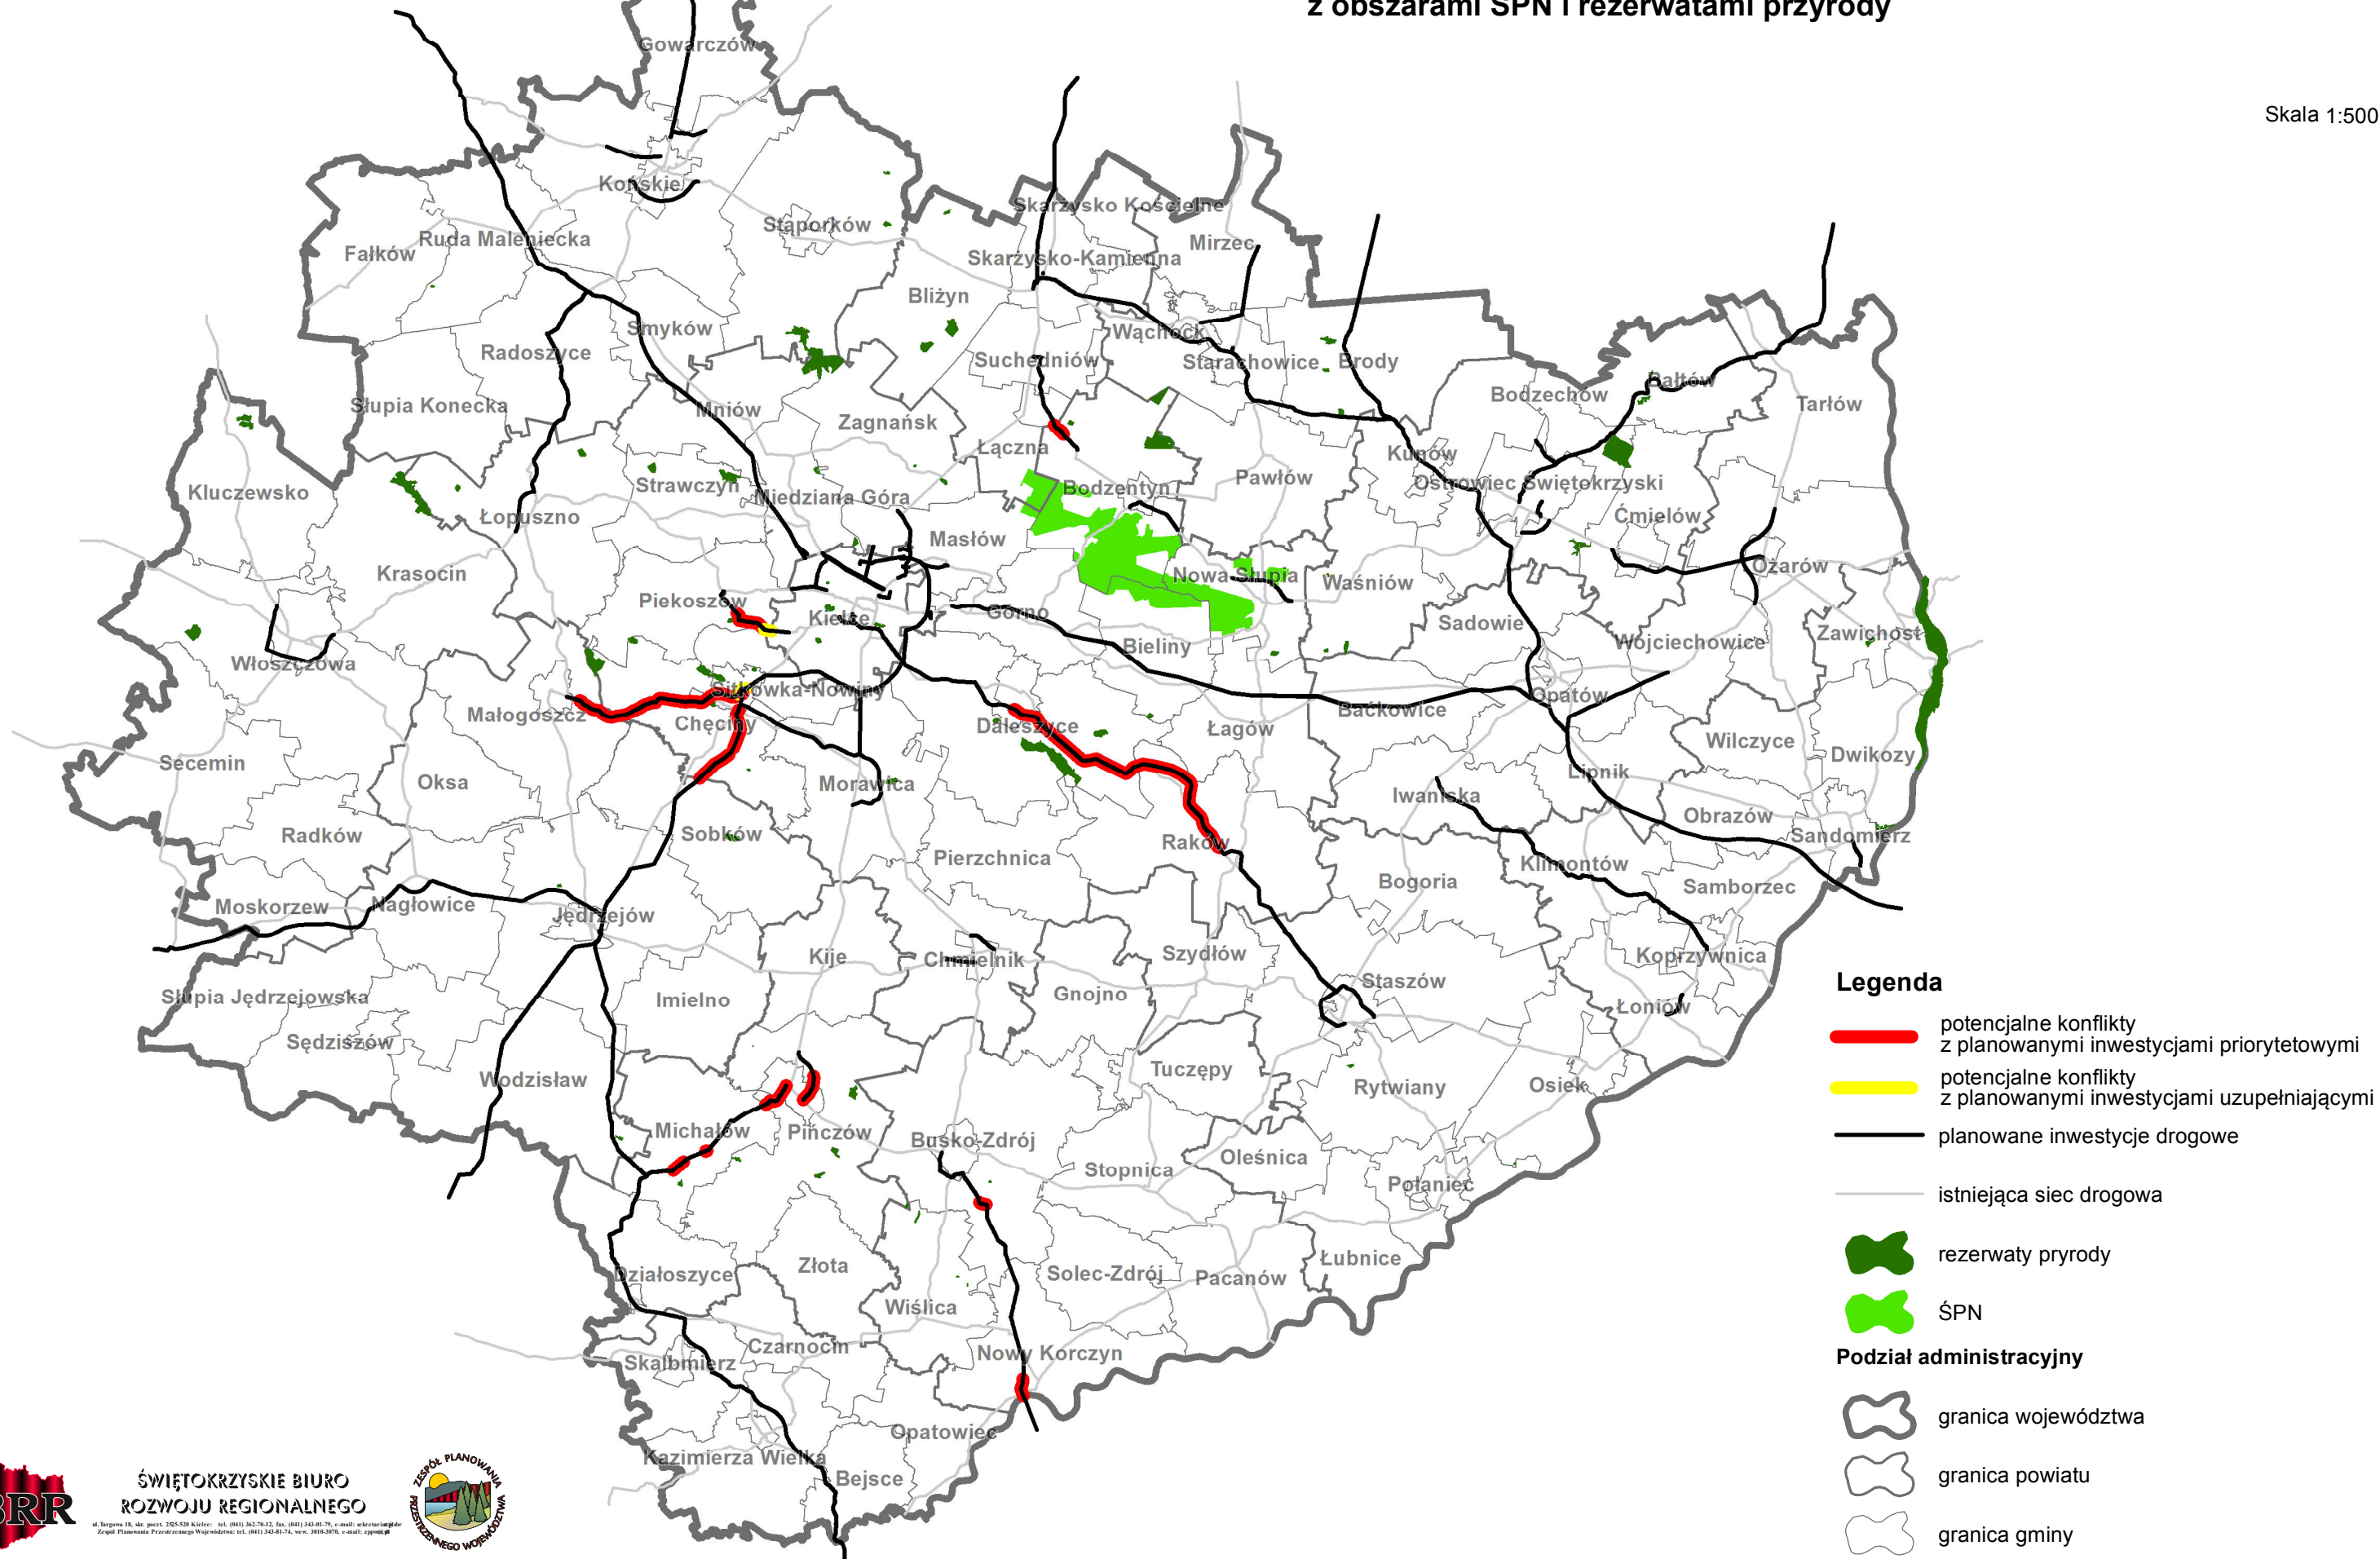 z obszarami ŚPN i rezerwatami przyrody
Skala 1:500
Gowarczów
Końskie
Stąporków
Skarżysko Kościelne
Mirzec
Fałków
Ruda Maleniecka
Skarżysko-Kamienna
Bliżyn
Smyków
Wąchock
Radoszyce
Suchedniów
Starachowice
Brody
Bałtów
Słupia Konecka
Mniów
Zagnańsk
Bodzechów
Tarłów
Łączna
Kunów
Kluczewsko
Strawczyn
Miedziana Góra
Bodzentyn
Pawłów
Ostrowiec Świętokrzyski
Łopuszno
Masłów
Ćmielów
Krasocin
Nowa Słupia
Waśniów
Ożarów
Piekoszów
Kielce
Górno
Sadowie
Włoszczowa
Bieliny
Wojciechowice
Zawichost
Sitkówka-Nowiny
Małogoszcz
Chęciny
Daleszyce
Łagów
Baćkowice
Opatów
Wilczyce
Dwikozy
Secemin
Oksa
Morawica
Lipnik
Iwaniska
Radków
Sobków
Pierzchnica
Raków
Obrazów
Sandomierz
Klimontów
Bogoria
Samborzec
Moskorzew
Nagłowice
Jędrzejów
Kije
Chmielnik
Szydłów
Koprzywnica
Słupia Jędrzejowska
Imielno
Gnojno
Staszów
Łoniów
Sędziszów
Wodzisław
Tuczępy
Rytwiany
Osiek
Michałów
Pińczów
Busko-Zdrój
Stopnica
Oleśnica
Połaniec
Działoszyce
Złota
Solec-Zdrój
Pacanów
Łubnice
Wiślica
Czarnocin
Skalbmierz
Nowy Korczyn
Opatowiec
Kazimierza Wielka
Bejsce
Legenda
potencjalne konflikty
z planowanymi inwestycjami priorytetowymi
potencjalne konflikty
z planowanymi inwestycjami uzupełniającymi
planowane inwestycje drogowe
istniejąca siec drogowa
rezerwaty pryrody
ŚPN
Podział administracyjny
granica województwa
granica powiatu
granica gminy
BRR
ŚWIĘTOKRZYSKIE BIURO
ROZWOJU REGIONALNEGO
ZESPÓŁ PLANOWANIA
PRZESTRZENNEGO WOJEWÓDZTWA